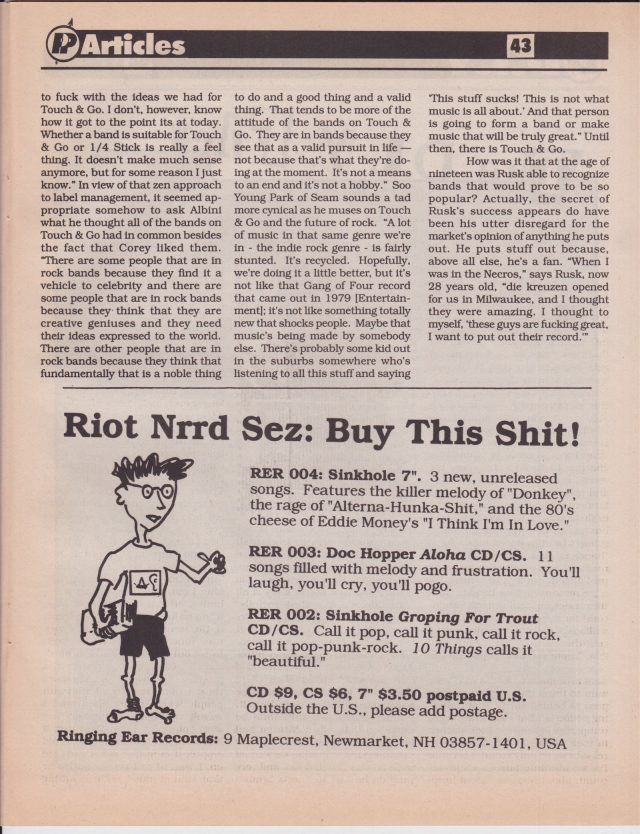 Articles
43
to fuck with the ideas we had for
Touch & Go. I don't, however, know
how it got to the point its at today.
Whether a band is suitable for Touch
& Go or 1/4 Stick is really a feel
thing. It doesn't make much sense
anymore, but for some reason I just
know." In view of that zen approach
to label management, it seemed ap-
propriate somehow to ask Albini
what he thought all of the bands on
Touch & Go had in common besides
the fact that Corey liked them.
"There are some people that are in
rock bands because they find it a
vehicle to celebrity and there are
some people that are in rock bands
because they think that they are
creative geniuses and they need
their ideas expressed to the world.
There are other people that are in
rock bands because they think that
fundamentally that is a noble thing
to do and a good thing and a valid
thing. That tends to be more of the
attitude of the bands on Touch &
Go. They are in bands because they
see that as a valid pursuit in life —
not because that's what they're do-
ing at the moment. It's not a means
to an end and it's not a hobby." Soo
Young Park of Seam sounds a tad
more cynical as he muses on Touch
& Go and the future of rock. "A lot
of music in that same genre we're
in - the indie rock genre - is fairly
stunted. It's recycled. Hopefully,
we're doing it a little better, but it's
not like that Gang of Four record
that came out in 1979 [Entertain-
ment]; it's not like something totally
new that shocks people. Maybe that
music's being made by somebody
else. There's probably some kid out
in the suburbs somewhere who's
listening to all this stuff and saying
'This stuff sucks! This is not what
music is all about.' And that person
is going to form a band or make
music that will be truly great." Until
then, there is Touch & Go.
How was it that at the age of
nineteen was Rusk able to recognize
bands that would prove to be so
popular? Actually, the secret of
Rusk's success appears do have
been his utter disregard for the
market's opinion of anything he puts
out. He puts stuff out because,
above all else, he's a fan. "When I
was in the Necros," says Rusk, now
28 years old, "die kreuzen opened
for us in Milwaukee, and I thought
they were amazing. I thought to
myself, 'these guys are fucking great,
I want to put out their record.'"
Riot Nrrd Sez: Buy This Shit!
RER 004: Sinkhole 7". 3 new, unreleased
songs. Features the killer melody of "Donkey",
the rage of "Alterna-Hunka-Shit," and the 80's
cheese of Eddie Money's "I Think I'm In Love."
RER 003: Doc Hopper Aloha CD/CS. 11
songs filled with melody and frustration. You'll
laugh, you'll cry, you'll pogo.
RER 002: Sinkhole Groping For Trout
CD/CS. Call it pop, call it punk, call it rock,
call it pop-punk-rock. 10 Things calls it
"beautiful."
CD $9, CS $6, 7" $3.50 postpaid U.S.
Outside the U.S., please add postage.
Ringing Ear Records: 9 Maplecrest, Newmarket, NH 03857-1401, USA